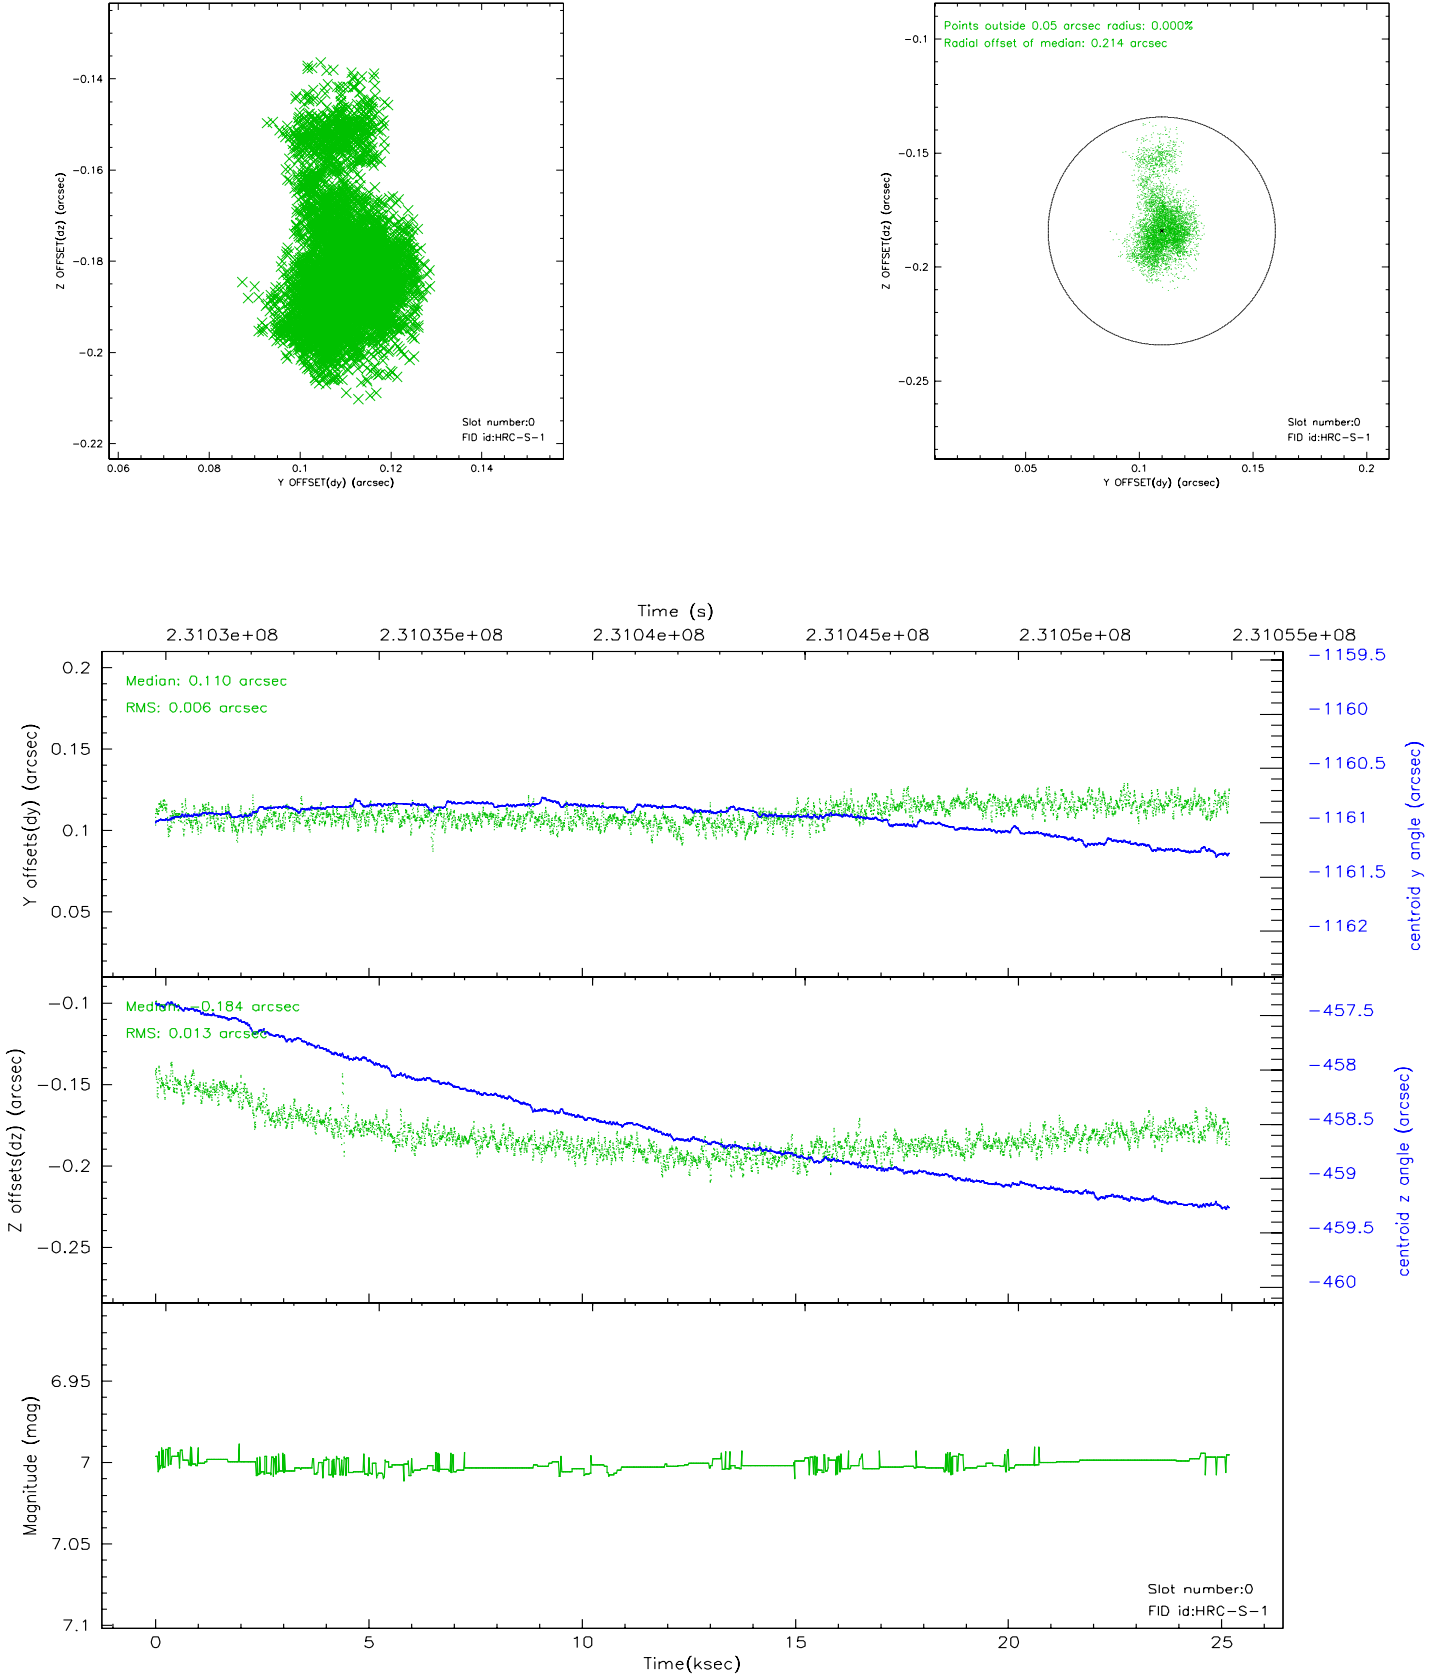 -0.14
-0.16
-0.18
-0.2
-0.22
Z OFFSET(dz) (arcsec)
Slot number:0
FID id:HRC-S-1
0.06 0.08 0.1 0.12 0.14
Y OFFSET(dy) (arcsec)
Points outside 0.05 arcsec radius: 0.000%
Radial offset of median: 0.214 arcsec
-0.1
-0.15
-0.2
-0.25
Z OFFSET(dz) (arcsec)
Slot number:0
FID id:HRC-S-1
0.05 0.1 0.15 0.2
Y OFFSET(dy) (arcsec)
Time (s)
2.3103e+08 2.31035e+08 2.3104e+08 2.31045e+08 2.3105e+08 2.31055e+08
Median: 0.110 arcsec
RMS: 0.006 arcsec
0.2
0.15
0.1
0.05
Y offsets(dy) (arcsec)
-1159.5
-1160
-1160.5
-1161
-1161.5
-1162
centroid y angle (arcsec)
Median: -0.184 arcsec
RMS: 0.013 arcsec
-0.1
-0.15
-0.2
-0.25
Z offsets(dz) (arcsec)
-457.5
-458
-458.5
-459
-459.5
-460
centroid z angle (arcsec)
6.95
7
7.05
7.1
Magnitude (mag)
Slot number:0
FID id:HRC-S-1
0 5 10 15 20 25
Time(ksec)